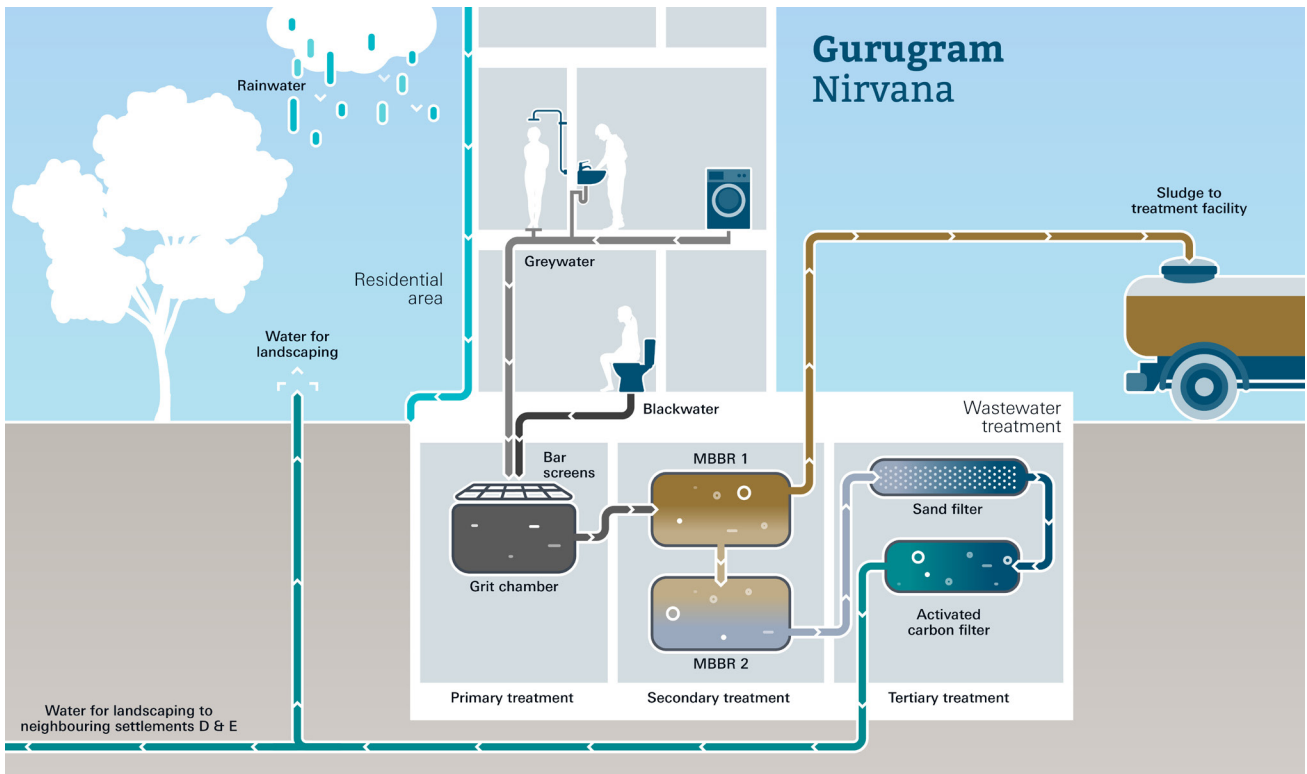 Gurugram
Nirvana
Rainwater
Sludge to
treatment facility
Greywater
Residential
area
Water for
landscaping
Blackwater
Wastewater
treatment
Bar
screens
MBBR 1
Sand filter
Grit chamber
Activated
carbon filter
MBBR 2
Primary treatment
Secondary treatment
Tertiary treatment
Water for landscaping to
neighbouring settlements D & E